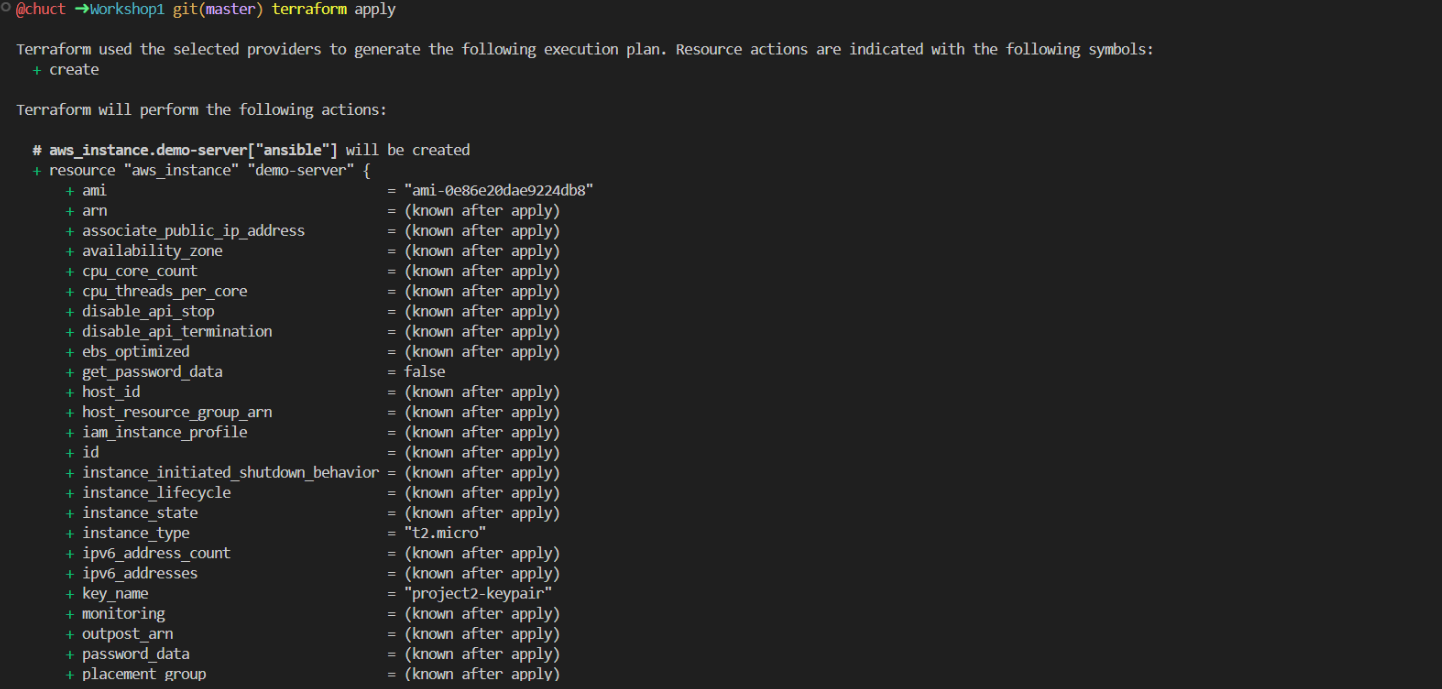 @chuct ➜Workshop1 git(master) terraform apply
Terraform used the selected providers to generate the following execution plan. Resource actions are indicated with the following symbols:
+ create
Terraform will perform the following actions:
# aws_instance.demo-server["ansible"] will be created
+ resource "aws_instance" "demo-server" {
+ ami = "ami-0e86e20dae9224db8"
+ arn = (known after apply)
+ associate_public_ip_address = (known after apply)
+ availability_zone = (known after apply)
+ cpu_core_count = (known after apply)
+ cpu_threads_per_core = (known after apply)
+ disable_api_stop = (known after apply)
+ disable_api_termination = (known after apply)
+ ebs_optimized = (known after apply)
+ get_password_data = false
+ host_id = (known after apply)
+ host_resource_group_arn = (known after apply)
+ iam_instance_profile = (known after apply)
+ id = (known after apply)
+ instance_initiated_shutdown_behavior = (known after apply)
+ instance_lifecycle = (known after apply)
+ instance_state = (known after apply)
+ instance_type = "t2.micro"
+ ipv6_address_count = (known after apply)
+ ipv6_addresses = (known after apply)
+ key_name = "project2-keypair"
+ monitoring = (known after apply)
+ outpost_arn = (known after apply)
+ password_data = (known after apply)
+ placement_group = (known after apply)